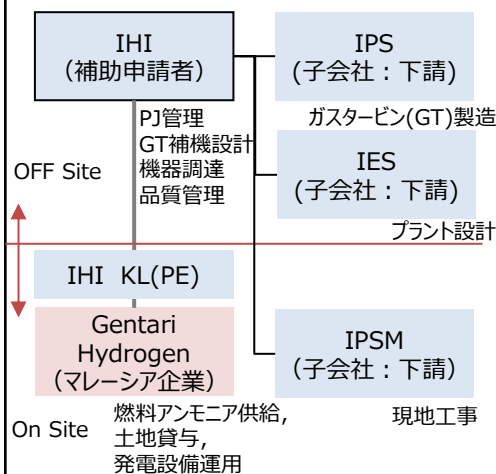 IHI
（補助申請者）
PJ管理
GT補機設計
機器調達
品質管理
IPS
(子会社：下請)
ガスタービン(GT)製造
IES
(子会社：下請)
プラント設計
OFF Site
IHI KL(PE)
Gentari
Hydrogen
（マレーシア企業）
On Site
燃料アンモニア供給,
土地貸与,
発電設備運用
IPSM
(子会社：下請)
現地工事